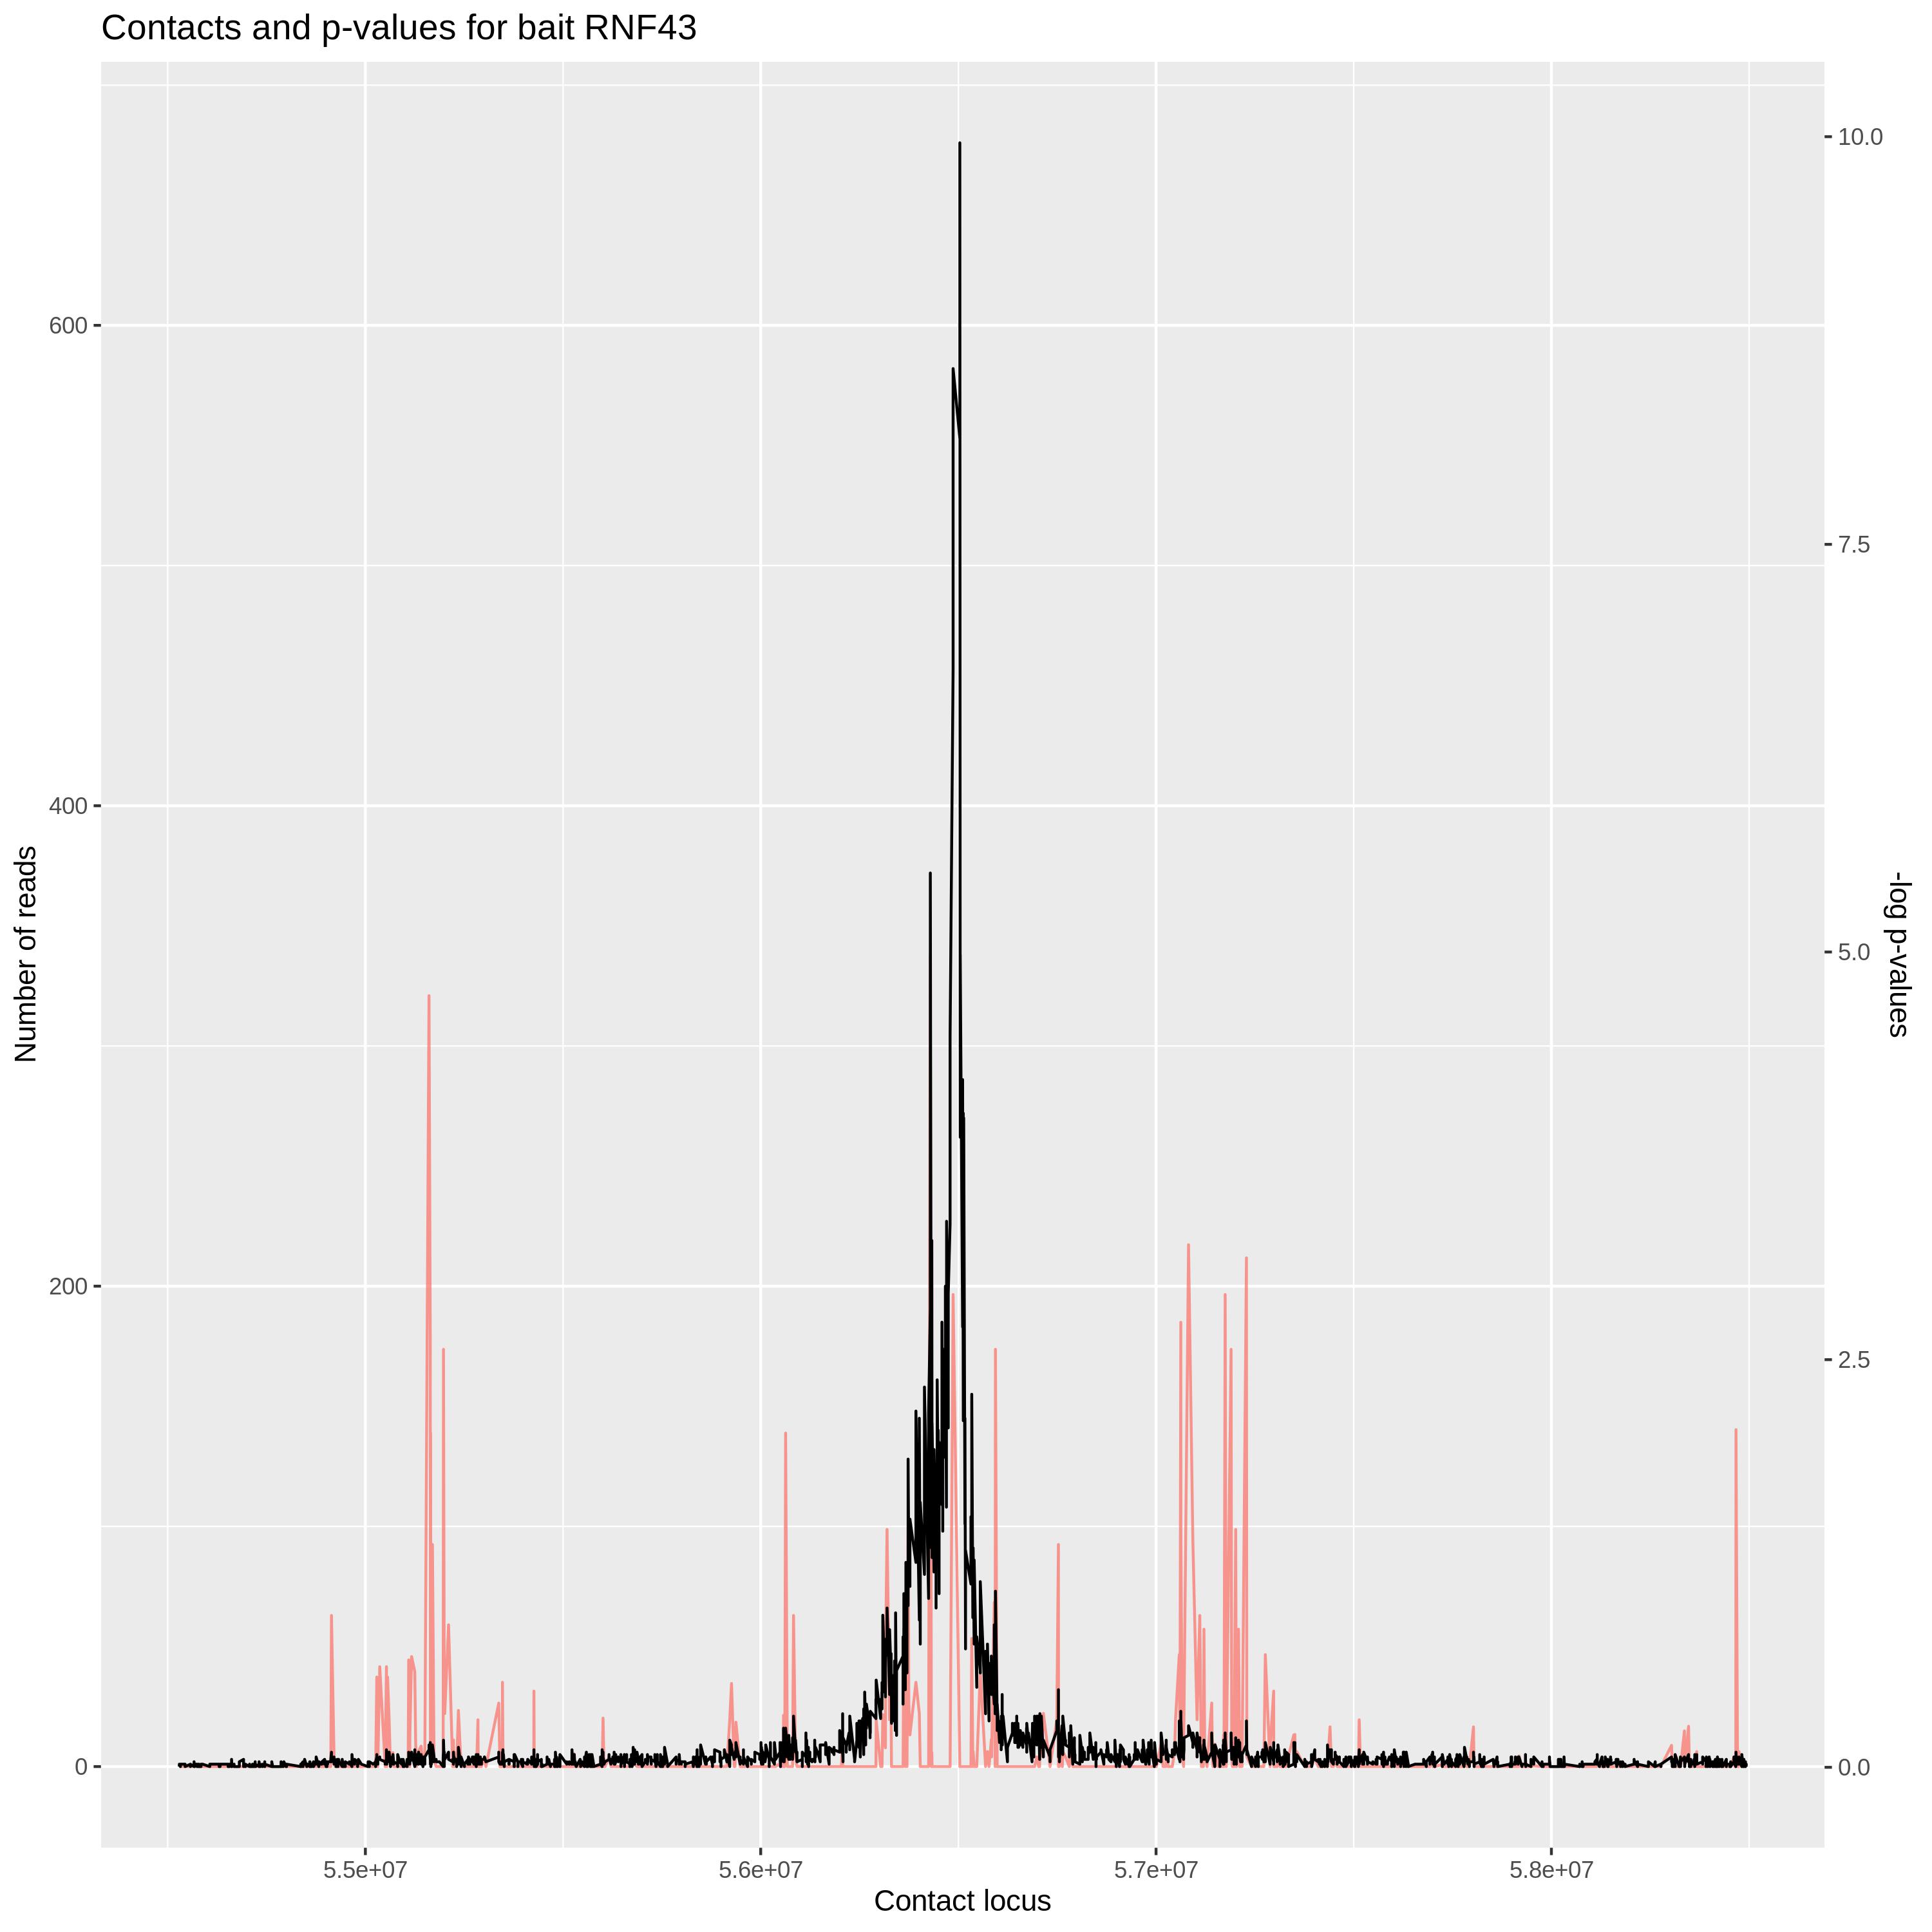 Contacts and p-values for bait RNF43
Number of reads
600
400
200
0
10.0
7.5
5.0
2.5
0.0
-log p-values
5.5e+07
5.6e+07
5.7e+07
5.8e+07
Contact locus